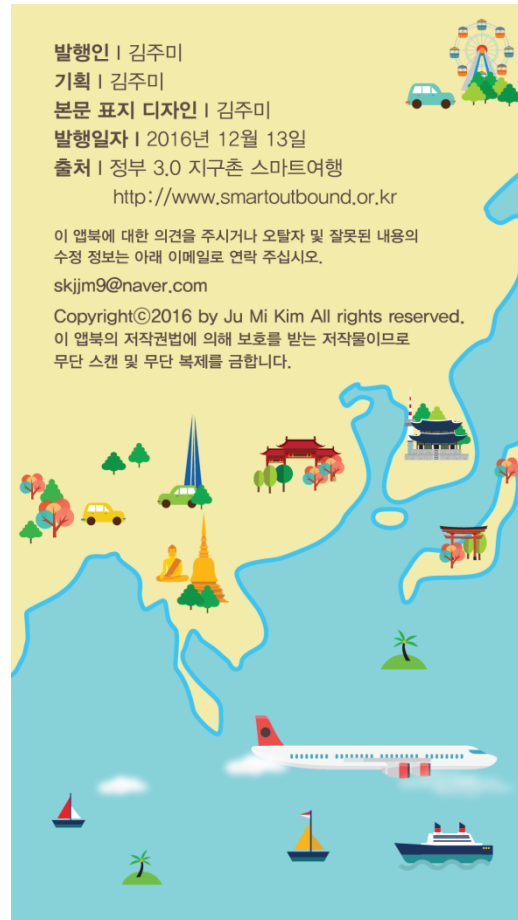 발행인 | 김주미
기획 | 김주미
본문 표지 디자인 | 김주미
발행일자 | 2016년 12월 13일
출처 | 정부 3.0 지구촌 스마트여행
http://www.smartoutbound.or.kr
이 앱북에 대한 의견을 주시거나 오탈자 및 잘못된 내용의
수정 정보는 아래 이메일로 연락 주십시오.
skjjm9@naver.com
Copyrightⓒ2016 by Ju Mi Kim All rights reserved.
이 앱북의 저작권법에 의해 보호를 받는 저작물이므로
무단 스캔 및 무단 복제를 금합니다.